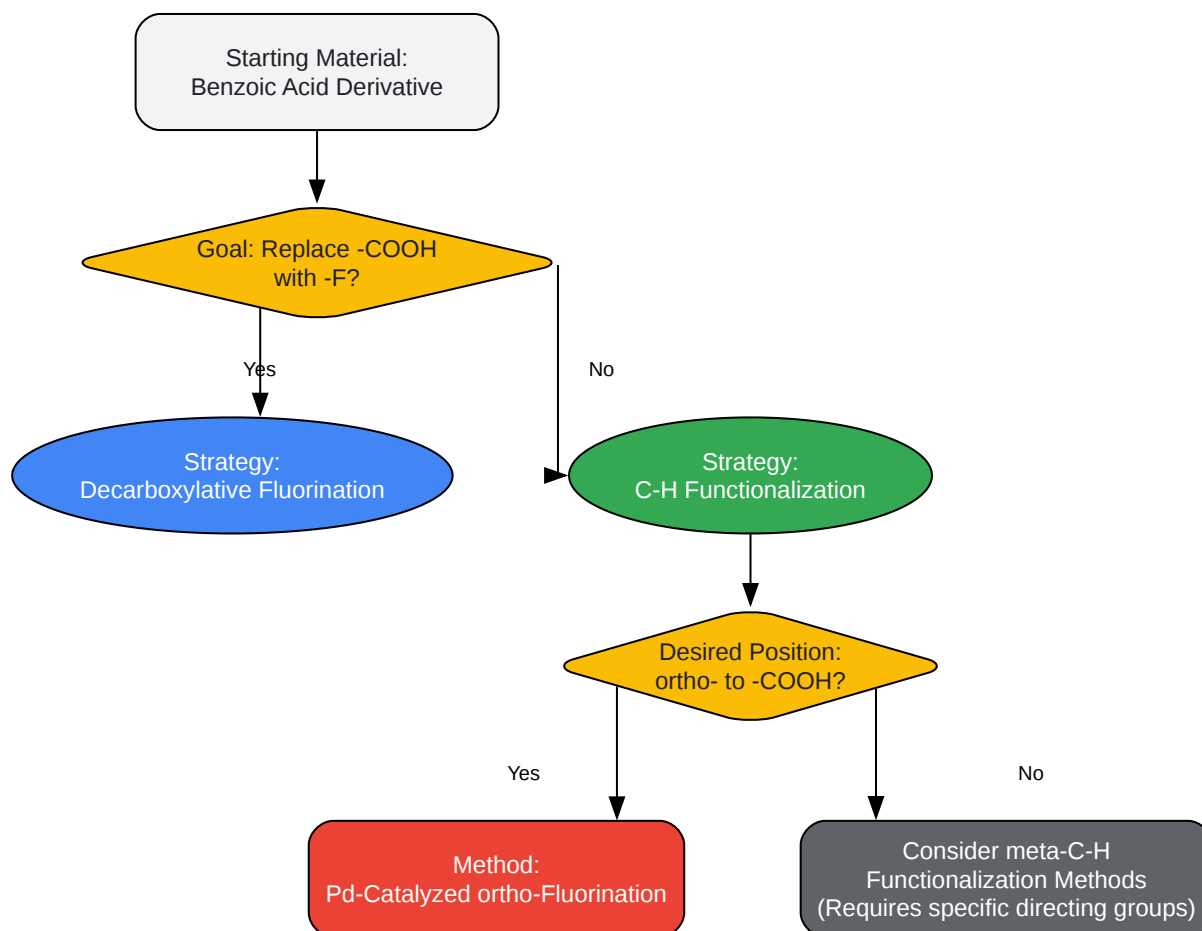 Starting Material:
Benzoic Acid Derivative
Goal: Replace -COOH
with -F?
Yes
No
Strategy:
Decarboxylative Fluorination
Strategy:
C-H Functionalization
Desired Position:
ortho- to -COOH?
Yes
No
Method:
Pd-Catalyzed ortho-Fluorination
Consider meta-C-H
Functionalization Methods
(Requires specific directing groups)